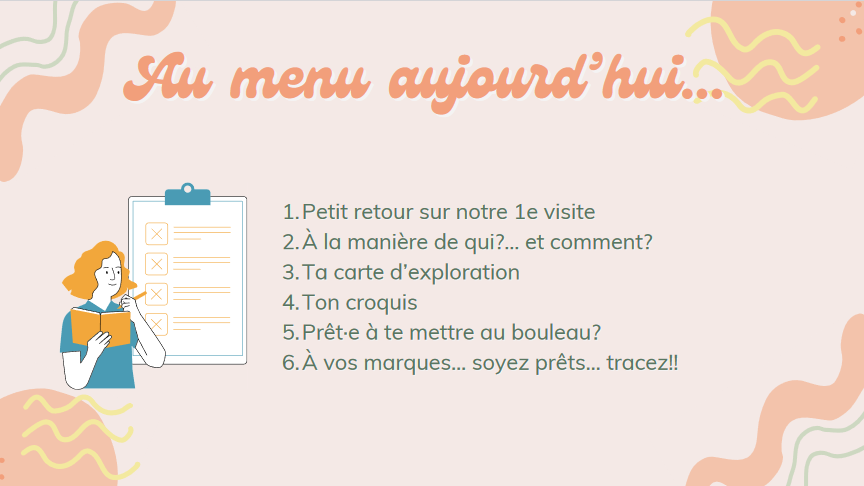 Au menu aujourd'hui...
1. Petit retour sur notre 1e visite
2. À la manière de qui?... et comment?
3. Ta carte d'exploration
4. Ton croquis
5. Prêt·e à te mettre au bouleau?
6. À vos marques... soyez prêts... tracez!!